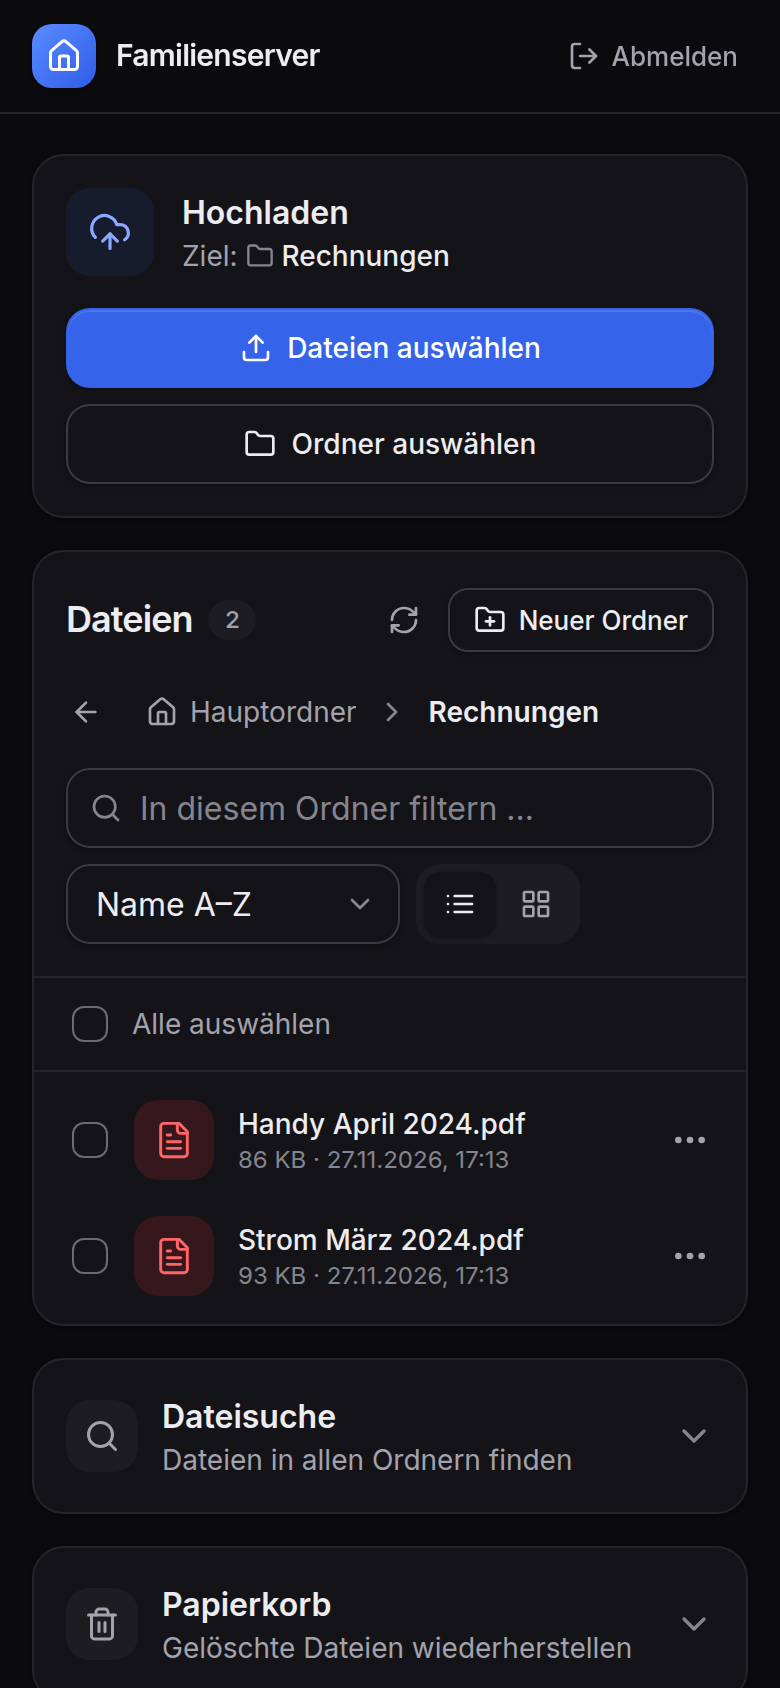 Familienserver
Abmelden
Hochladen
Ziel: Rechnungen
Dateien auswählen
Ordner auswählen
Dateien 2
Neuer Ordner
Hauptordner > Rechnungen
In diesem Ordner filtern ...
Name A–Z
Alle auswählen
Handy April 2024.pdf
86 KB · 27.11.2026, 17:13
Strom März 2024.pdf
93 KB · 27.11.2026, 17:13
Dateisuche
Dateien in allen Ordnern finden
Papierkorb
Gelöschte Dateien wiederherstellen